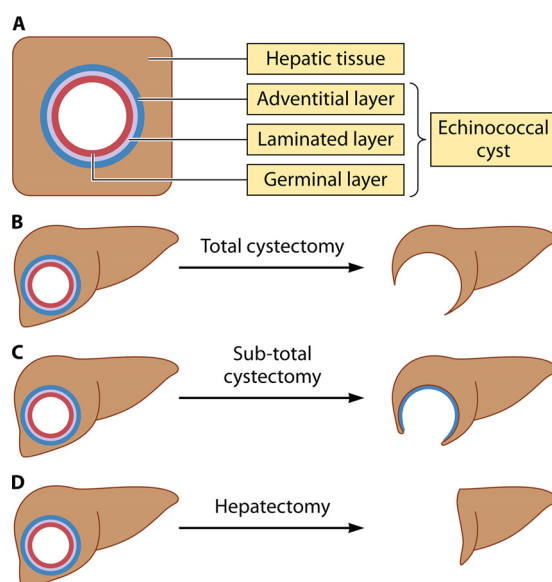 A
Hepatic tissue
Adventitial layer
Laminated layer
Germinal layer
Echinococcal
cyst
B
Total cystectomy
C
Sub-total
cystectomy
D
Hepatectomy